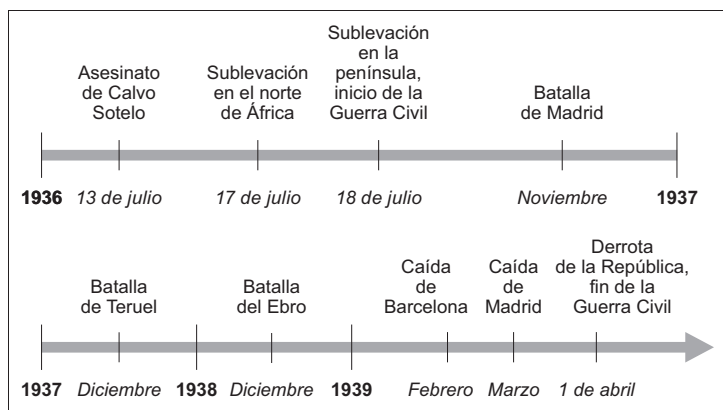 Asesinato
de Calvo
Sotelo
Sublevación
en el norte
de África
Sublevación
en la
península,
inicio de la
Guerra Civil
Batalla
de Madrid
1936 13 de julio 17 de julio 18 de julio Noviembre 1937
Batalla
de Teruel
Batalla
del Ebro
Caída
de
Barcelona
Caída
de
Madrid
Derrota
de la República,
fin de la
Guerra Civil
1937 Diciembre 1938 Diciembre 1939 Febrero Marzo 1 de abril